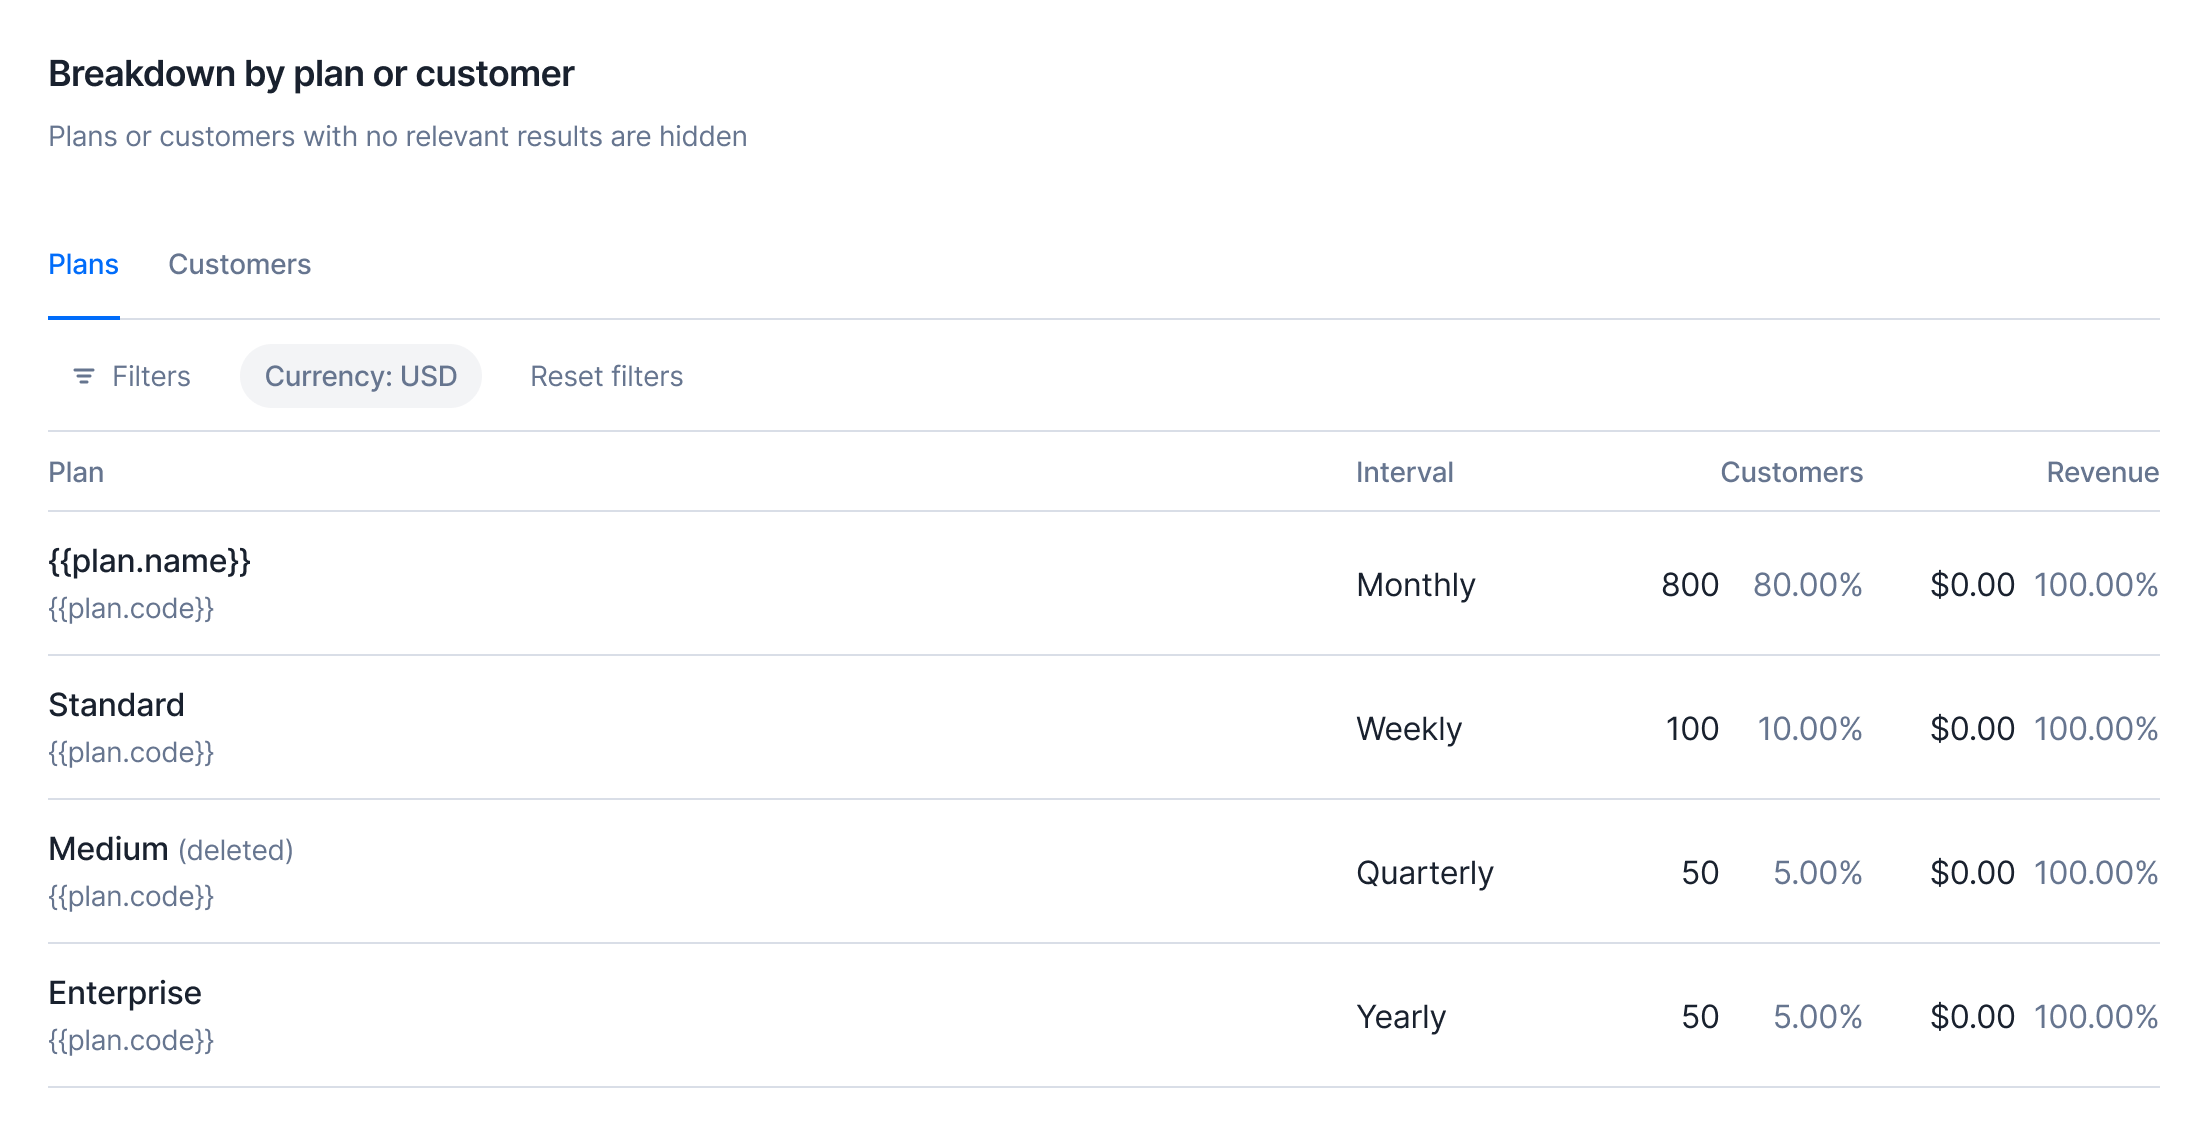 Breakdown by plan or customer
Plans or customers with no relevant results are hidden
Plans Customers
Filters Currency: USD Reset filters
Plan Interval Customers Revenue
{{plan.name}}
{{plan.code}}
Monthly 800 80.00% $0.00 100.00%
Standard
{{plan.code}}
Weekly 100 10.00% $0.00 100.00%
Medium (deleted)
{{plan.code}}
Quarterly 50 5.00% $0.00 100.00%
Enterprise
{{plan.code}}
Yearly 50 5.00% $0.00 100.00%